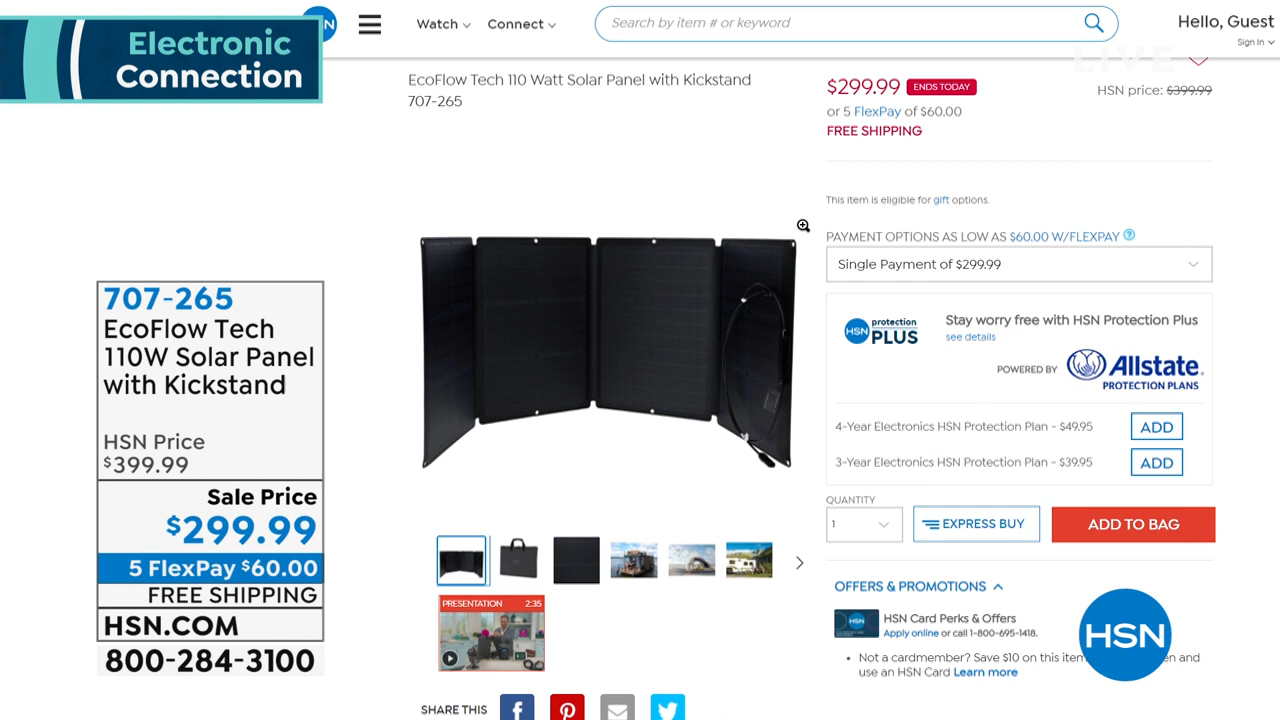 Electronic
Connection
Watch
Connect
Search by item # or keyword
Hello, Guest
Sign In
LIVE
EcoFlow Tech 110 Watt Solar Panel with Kickstand
707-265
$299.99 ENDS TODAY
HSN price: $399.99
or 5 FlexPay of $60.00
FREE SHIPPING
This item is eligible for gift options.
PAYMENT OPTIONS AS LOW AS $60.00 W/FLEXPAY ?
Single Payment of $299.99
HSN protection PLUS
Stay worry free with HSN Protection Plus
see details
POWERED BY Allstate.
PROTECTION PLANS
4-Year Electronics HSN Protection Plan - $49.95 ADD
3-Year Electronics HSN Protection Plan - $39.95 ADD
QUANTITY
1
EXPRESS BUY
ADD TO BAG
OFFERS & PROMOTIONS
HSN
HSN Card Perks & Offers
Apply online or call 1-800-695-1418.
• Not a cardmember? Save $10 on this item en and
use an HSN Card Learn more
HSN
707-265
EcoFlow Tech
110W Solar Panel
with Kickstand
HSN Price
$399.99
Sale Price
$299.99
5 FlexPay $60.00
FREE SHIPPING
HSN.COM
800-284-3100
PRESENTATION 2:35
SHARE THIS